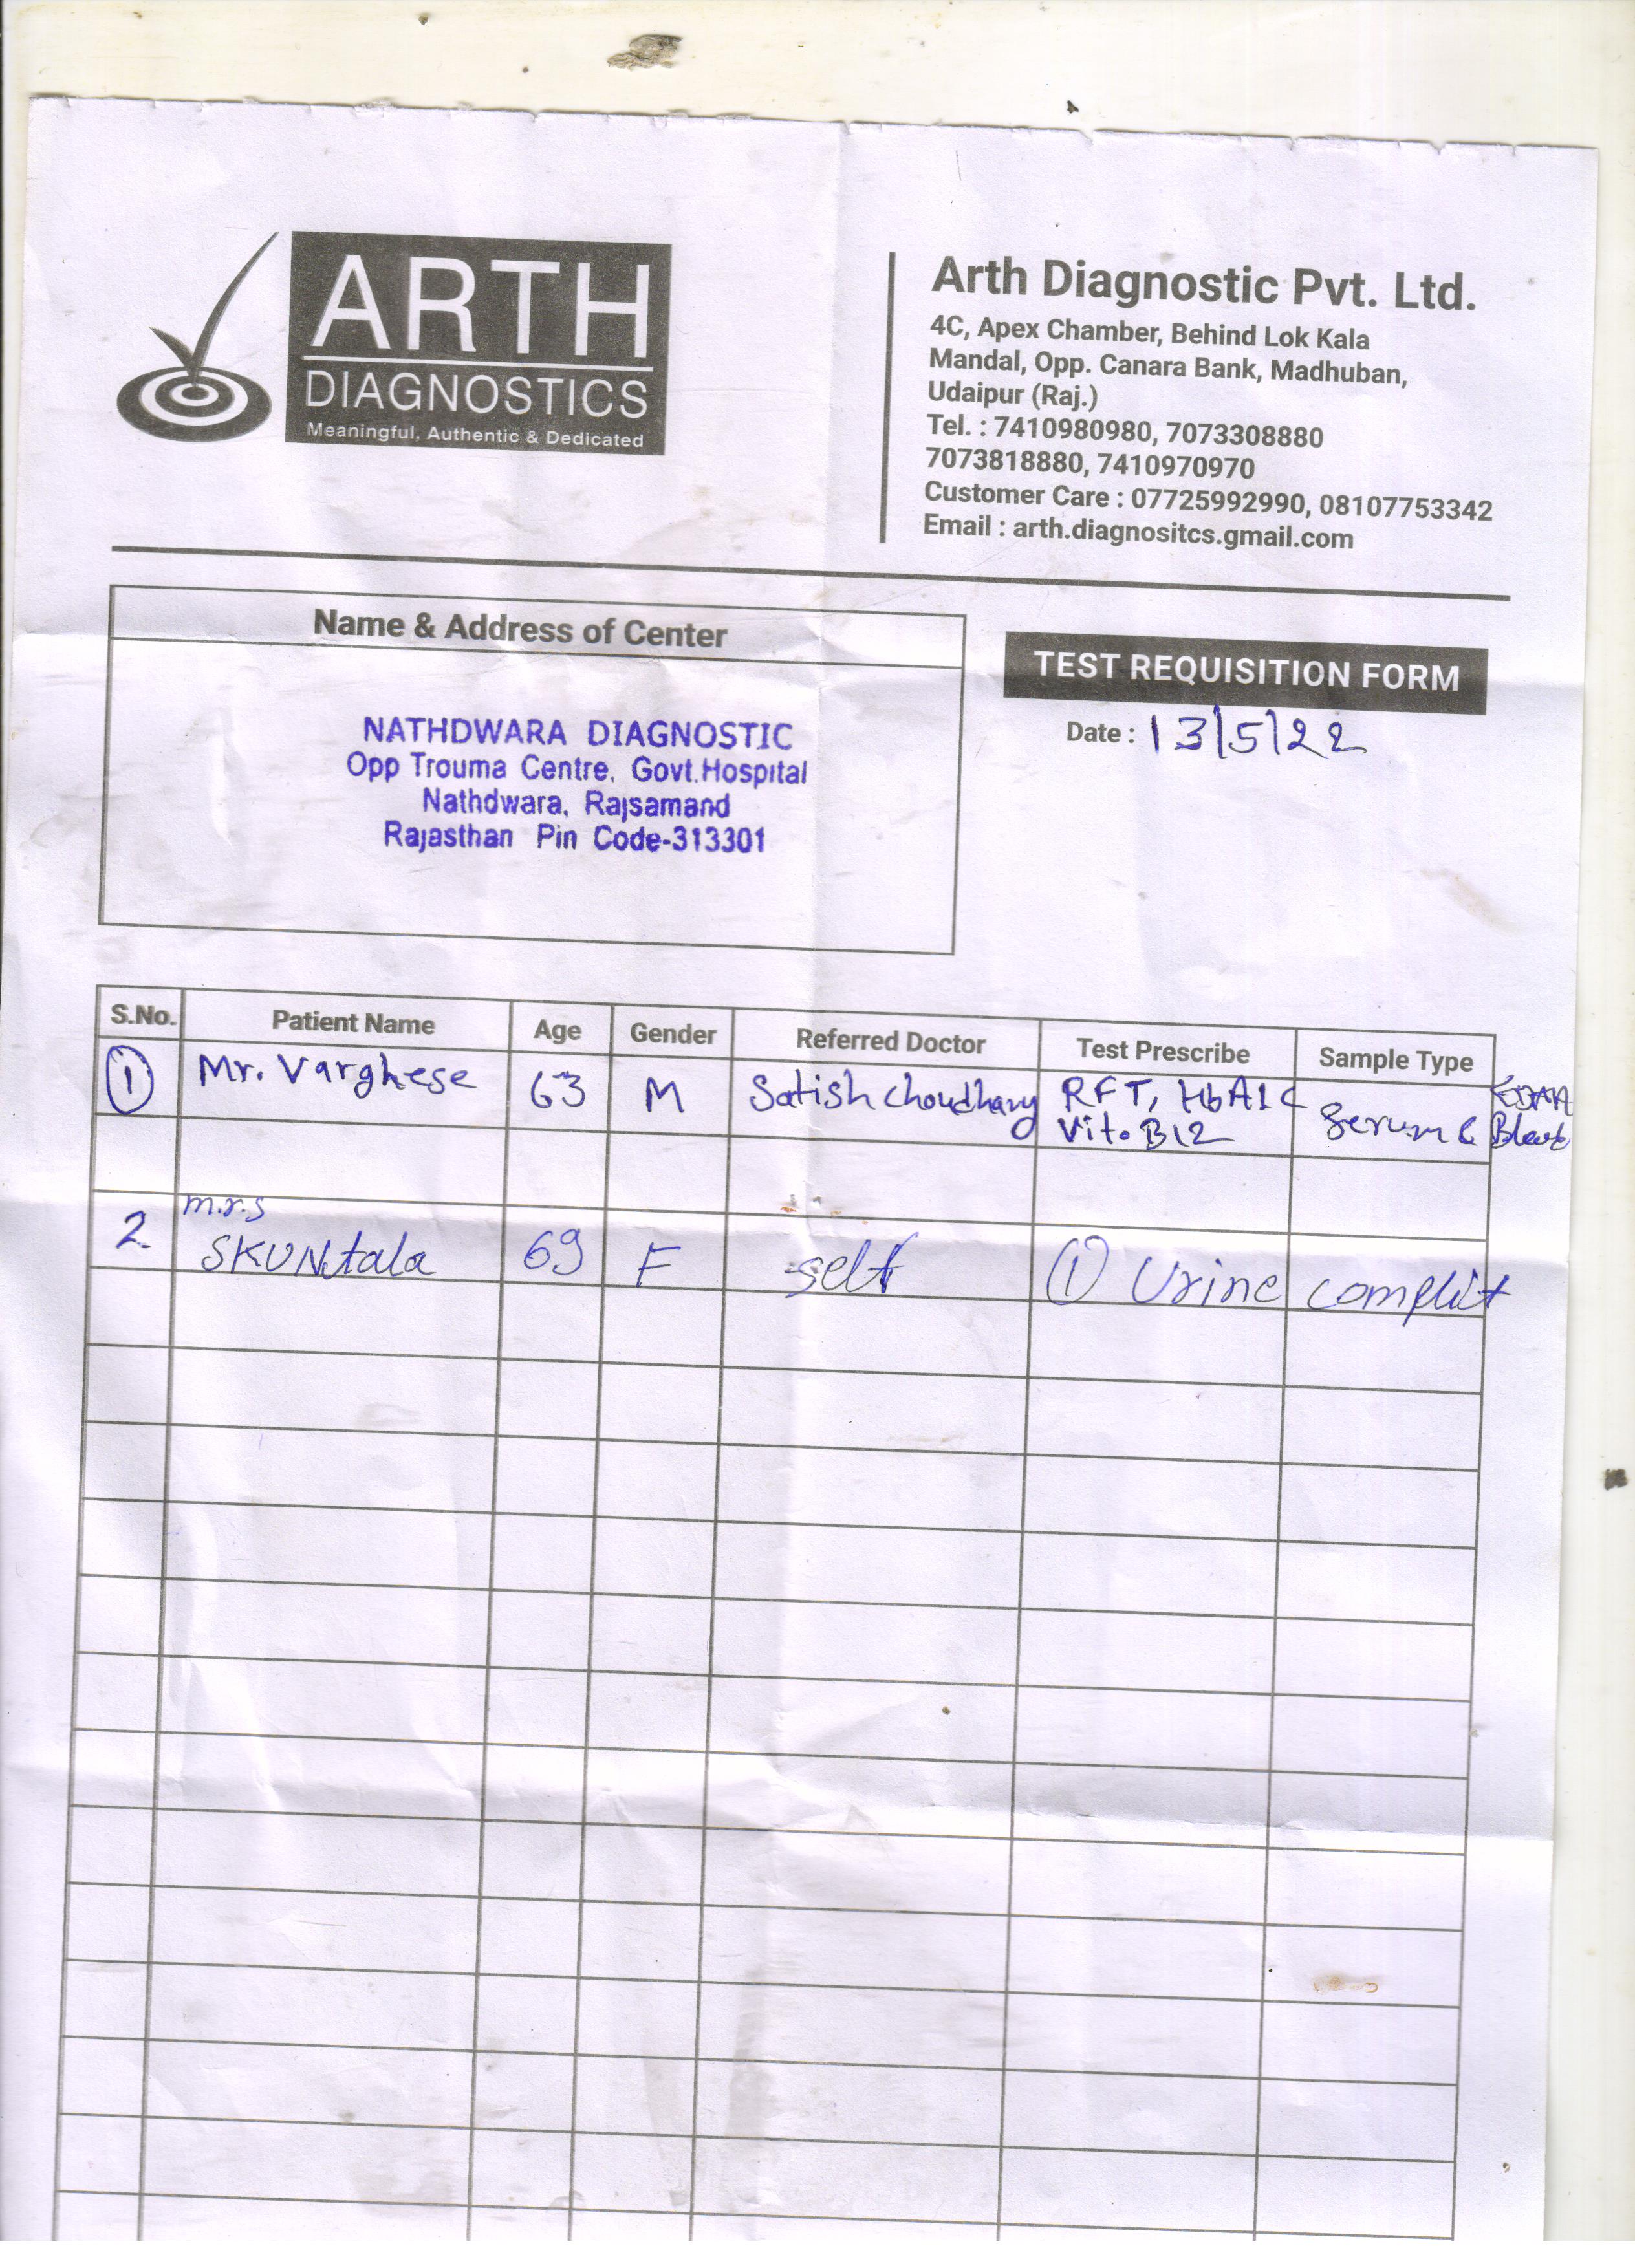 ARTH
DIAGNOSTICS
Meaningful, Authentic & Dedicated
Arth Diagnostic Pvt. Ltd.
4C, Apex Chamber, Behind Lok Kala
Mandal, Opp. Canara Bank, Madhuban,
Udaipur (Raj.)
Tel. : 7410980980, 7073308880
7073818880, 7410970970
Customer Care : 07725992990, 08107753342
Email : arth.diagnositcs.gmail.com
Name & Address of Center
NATHDWARA DIAGNOSTIC
Opp Trouma Centre, Govt.Hospital
Nathdwara, Rajsamand
Rajasthan Pin Code-313301
TEST REQUISITION FORM
Date : 13/5/22
S.No. Patient Name Age Gender Referred Doctor Test Prescribe Sample Type
1 Mr. Varghese 63 M Satish Choudhary RFT, HbA1C
Vit. B12 Serum &
2 m.r.s
SKUNtala 69 F self (1) Urine complit